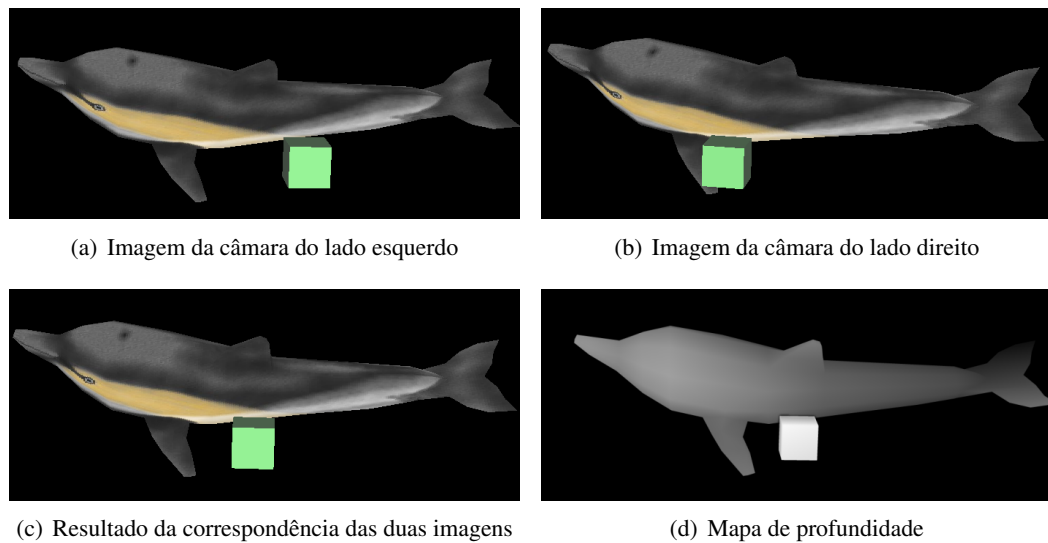 (a) Imagem da câmara do lado esquerdo
(b) Imagem da câmara do lado direito
(c) Resultado da correspondência das duas imagens
(d) Mapa de profundidade